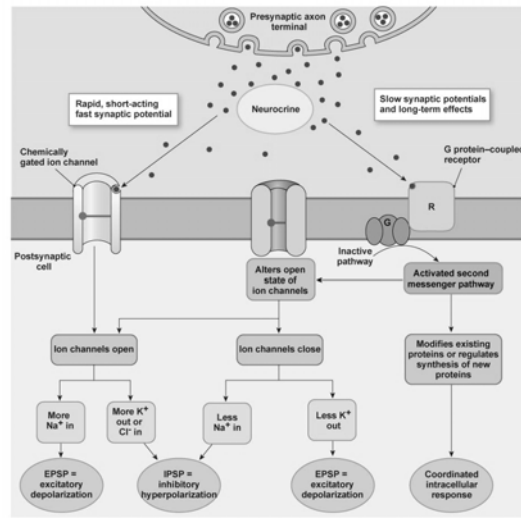 Presynaptic axon
terminal
Rapid, short-acting
fast synaptic potential
Neurocrine
Slow synaptic potentials
and long-term effects
Chemically
gated ion channel
G protein–coupled
receptor
R
G
Postsynaptic
cell
Inactive
pathway
Alters open
state of
ion channels
Activated second
messenger pathway
Ion channels open
Ion channels close
Modifies existing
proteins or regulates
synthesis of new
proteins
More
Na+ in
More K+
out or
Cl- in
Less
Na+ in
Less K+
out
EPSP =
excitatory
depolarization
IPSP =
inhibitory
hyperpolarization
EPSP =
excitatory
depolarization
Coordinated
intracellular
response